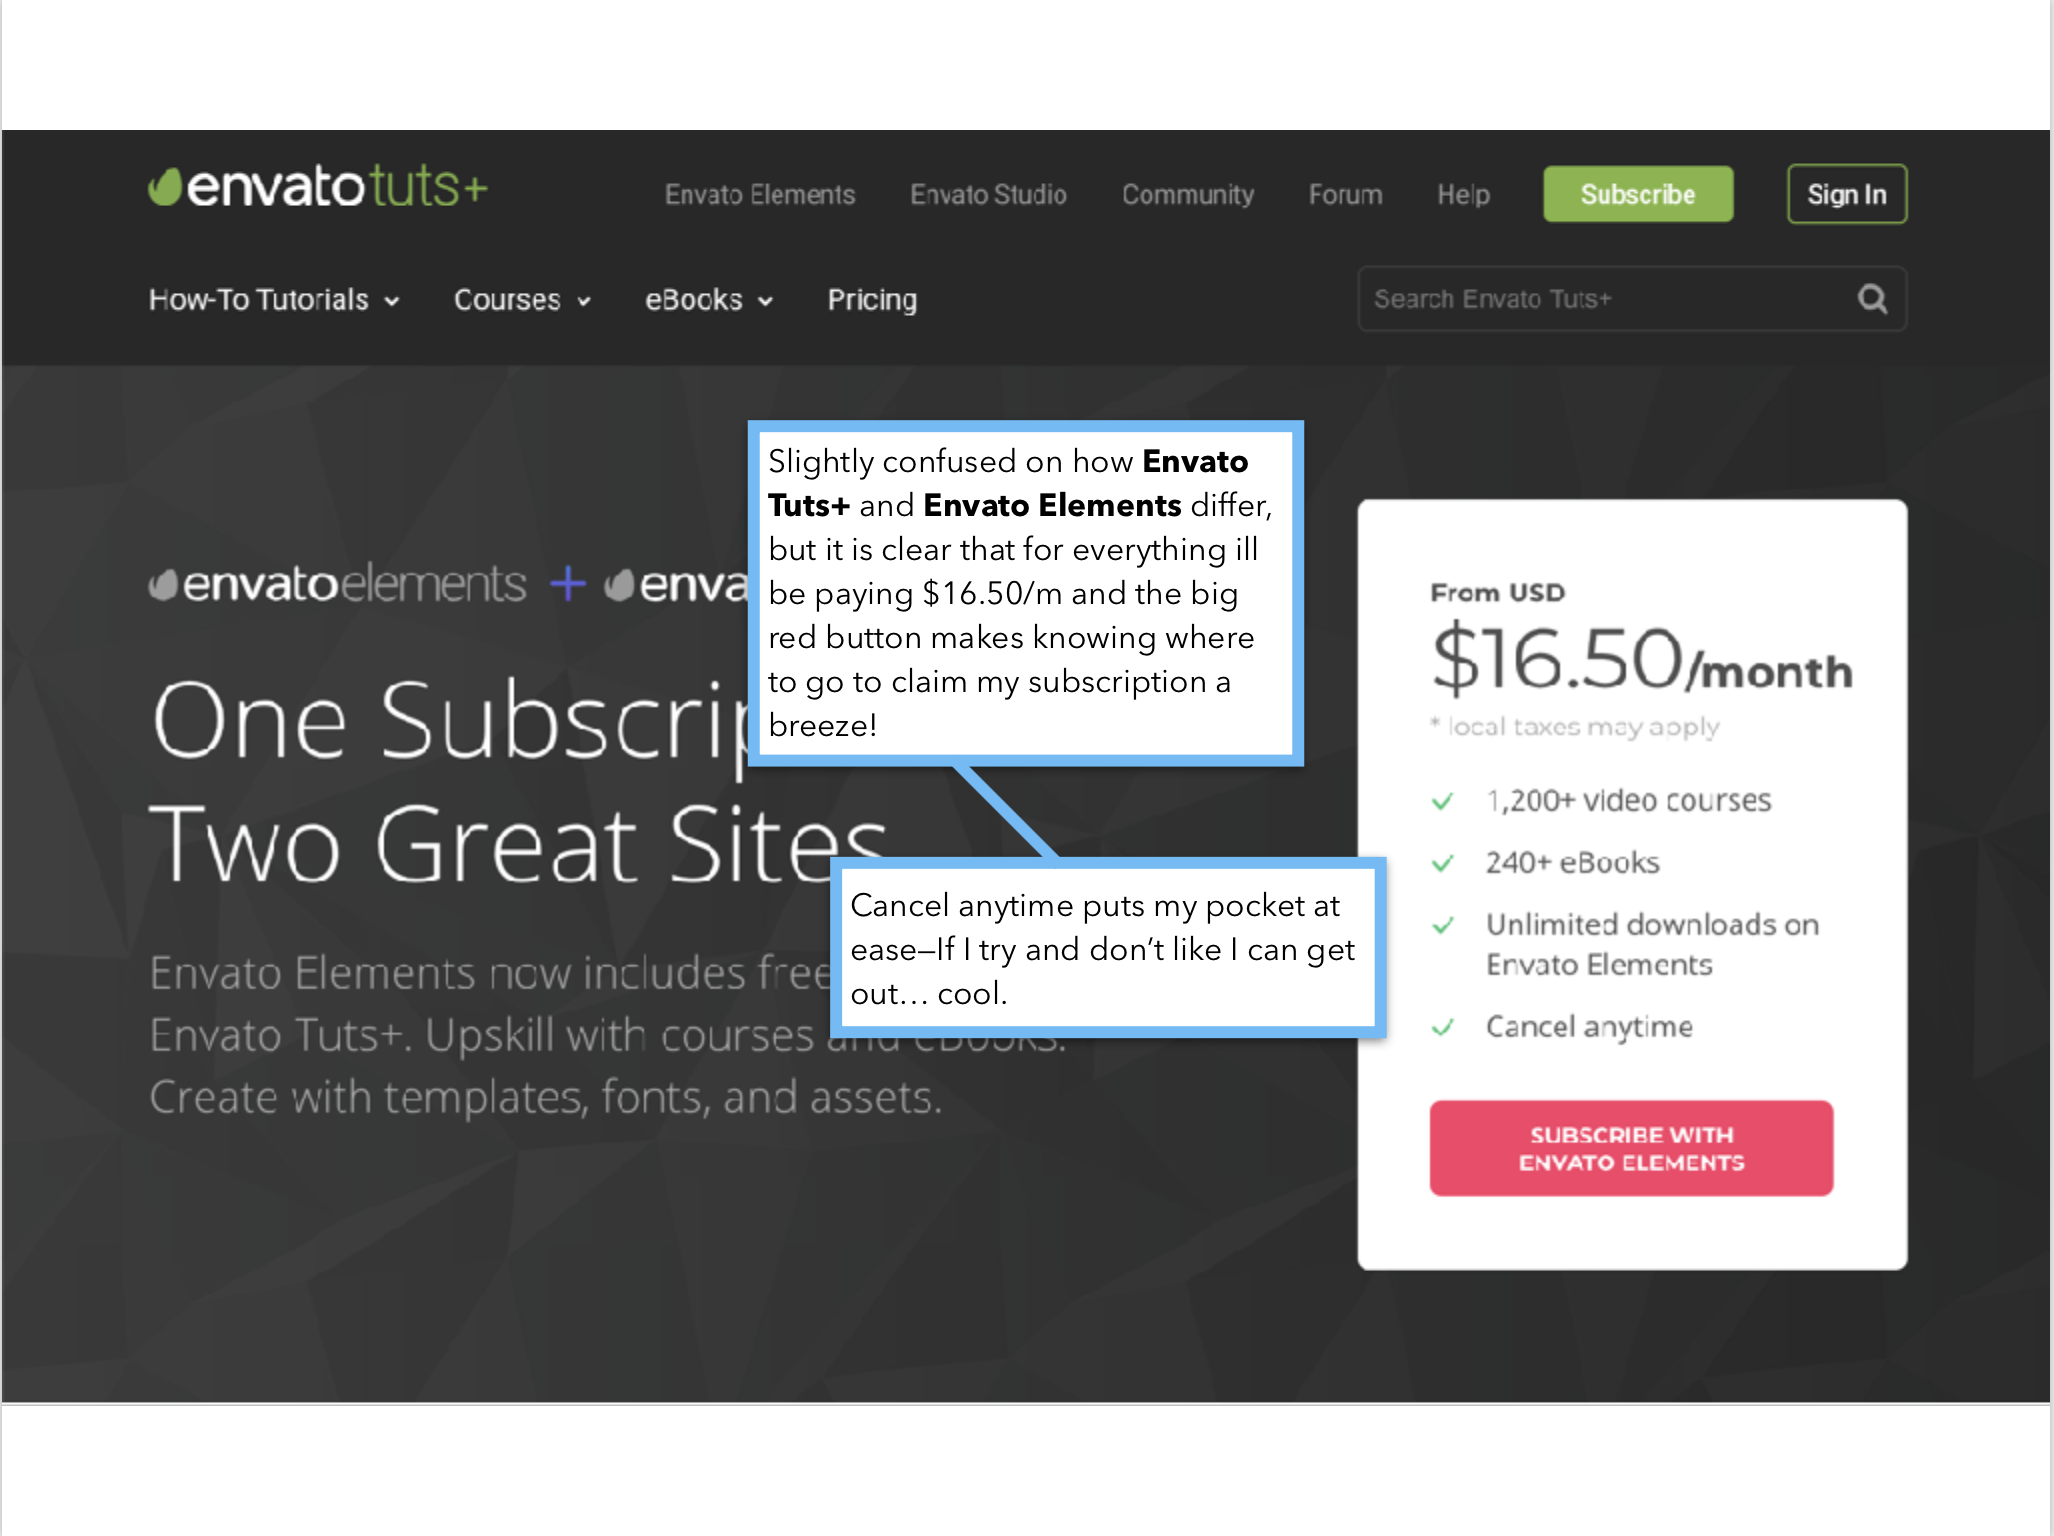 envatotuts+
Envato Elements Envato Studio Community Forum Help Subscribe Sign In
How-To Tutorials Courses eBooks Pricing Search Envato Tuts+
Slightly confused on how Envato
Tuts+ and Envato Elements differ,
but it is clear that for everything ill
be paying $16.50/m and the big
red button makes knowing where
to go to claim my subscription a
breeze!
envatoelements +
One
Two Great Sites
Envato Elements now includes free
Envato Tuts+. Upskill with courses and eBooks.
Create with templates, fonts, and assets.
Cancel anytime puts my pocket at
ease—If I try and don't like I can get
out... cool.
From USD
$16.50/month
* local taxes may apply
1,200+ video courses
240+ eBooks
Unlimited downloads on
Envato Elements
Cancel anytime
SUBSCRIBE WITH
ENVATO ELEMENTS